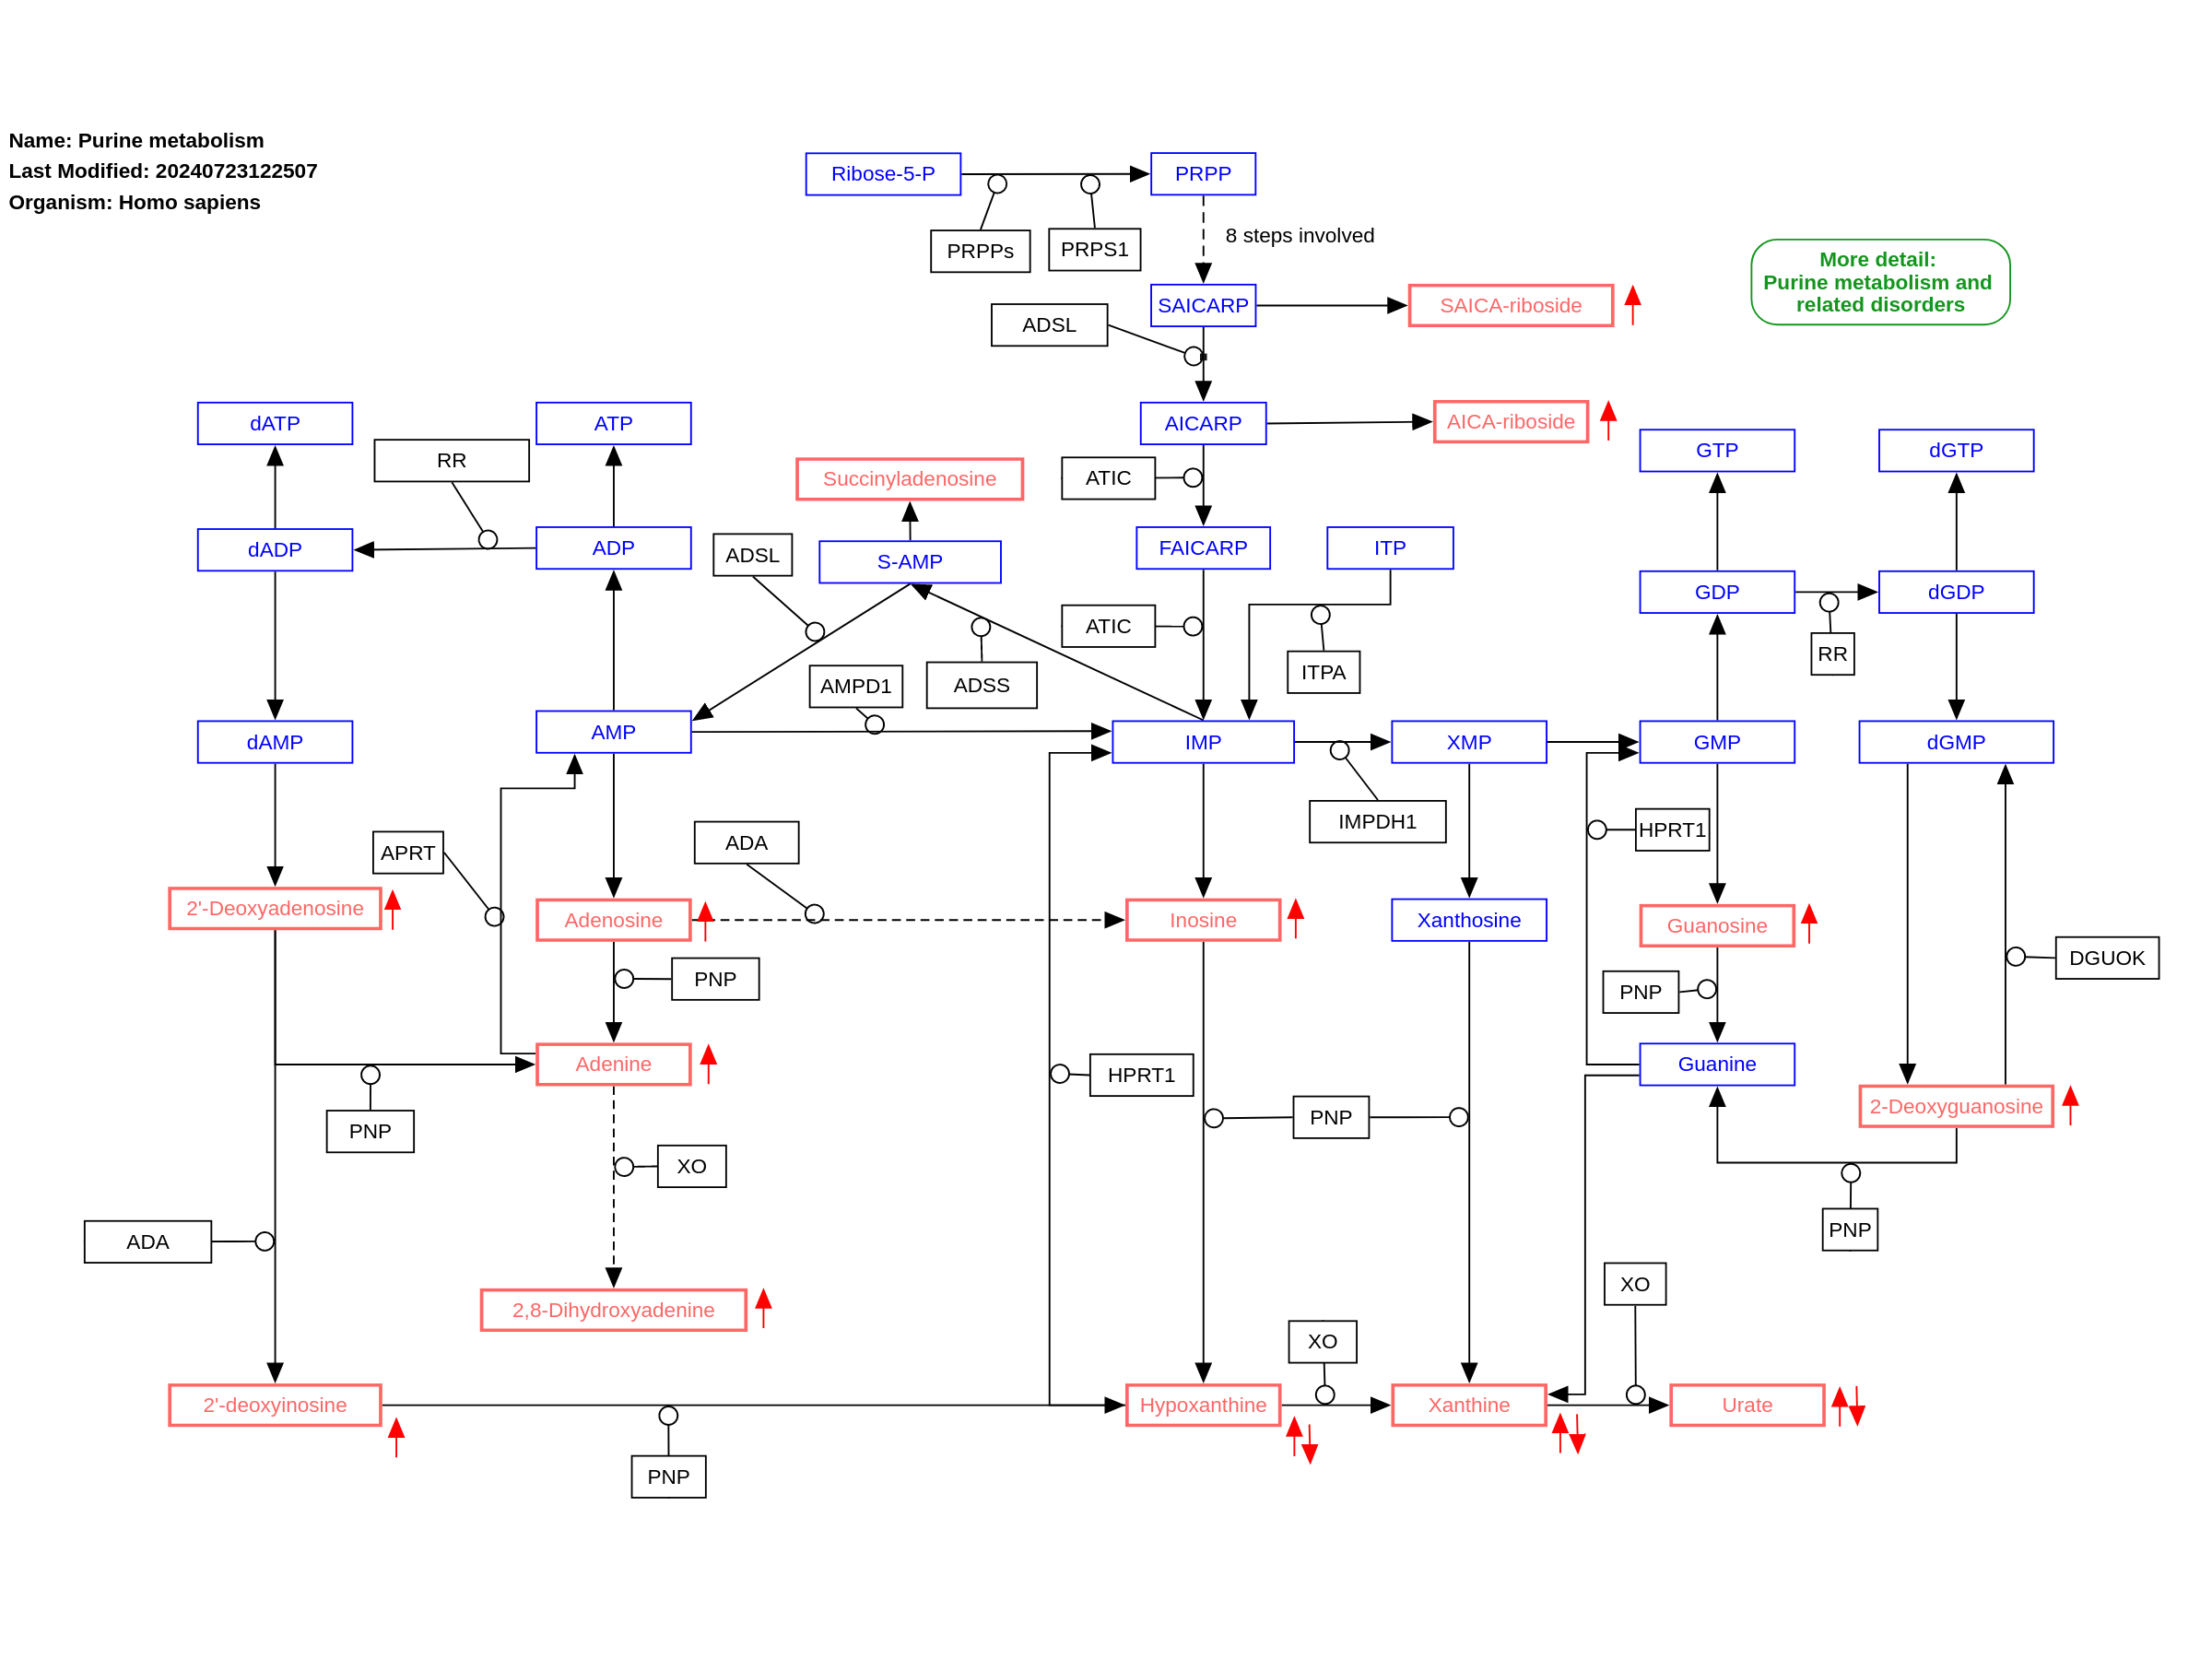 Name: Purine metabolism
Last Modified: 20240723122507
Organism: Homo sapiens
Ribose-5-P
PRPP
PRPPs
PRPS1
8 steps involved
More detail:
Purine metabolism and
related disorders
SAICARP
SAICA-riboside
ADSL
dATP
ATP
AICARP
AICA-riboside
RR
GTP
dGTP
Succinyladenosine
ATIC
dADP
ADP
ADSL
S-AMP
FAICARP
ITP
GDP
dGDP
ATIC
RR
ITPA
AMPD1
ADSS
dAMP
AMP
IMP
XMP
GMP
dGMP
IMPDH1
HPRT1
APRT
ADA
2'-Deoxyadenosine
Adenosine
Inosine
Xanthosine
Guanosine
DGUOK
PNP
PNP
Adenine
HPRT1
Guanine
2-Deoxyguanosine
PNP
PNP
XO
PNP
ADA
XO
2,8-Dihydroxyadenine
XO
2'-deoxyinosine
Hypoxanthine
Xanthine
Urate
PNP